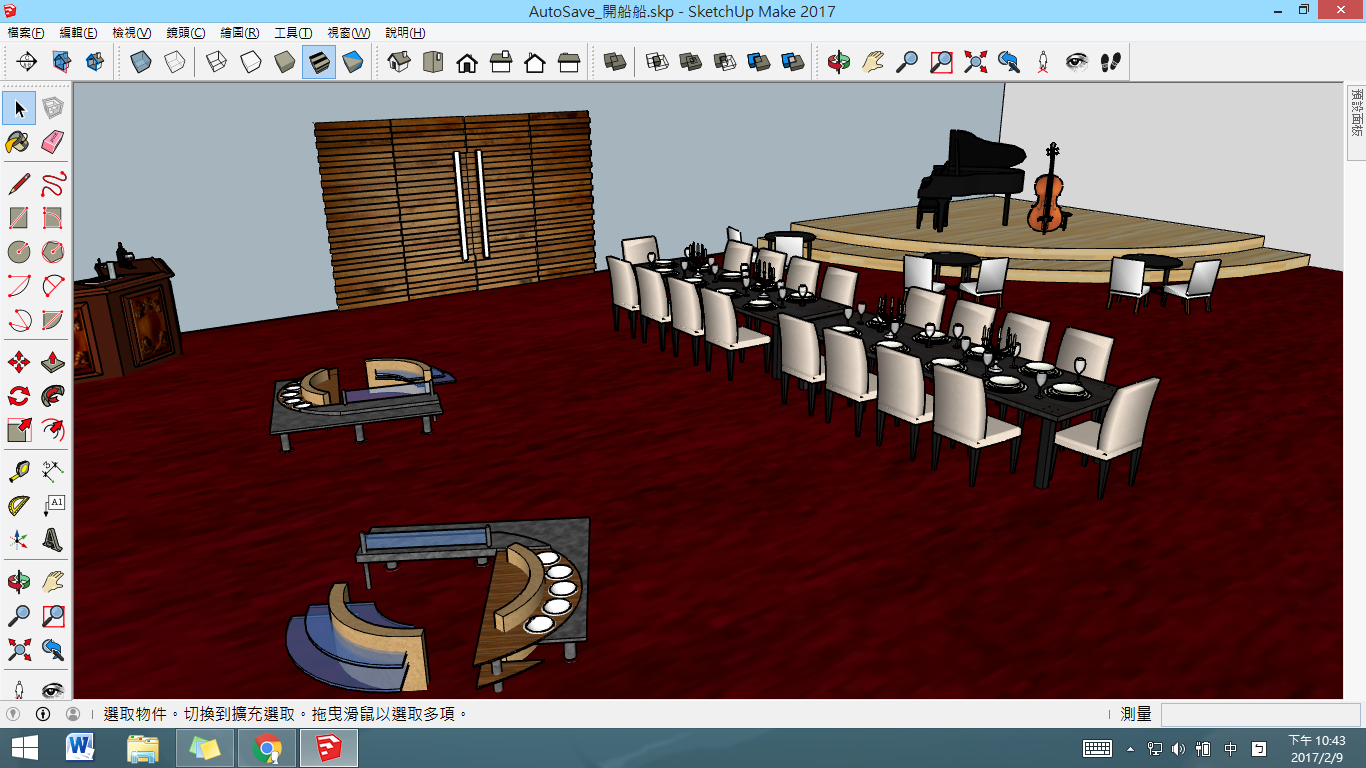 AutoSave_開船船.skp - SketchUp Make 2017
檔案(F) 編輯(E) 檢視(V) 鏡頭(C) 繪圖(R) 工具(T) 視窗(W) 說明(H)
預設面板
A1
選取物件。切換到擴充選取。拖曳滑鼠以選取多項。
測量
中
下午 10:43
2017/2/9